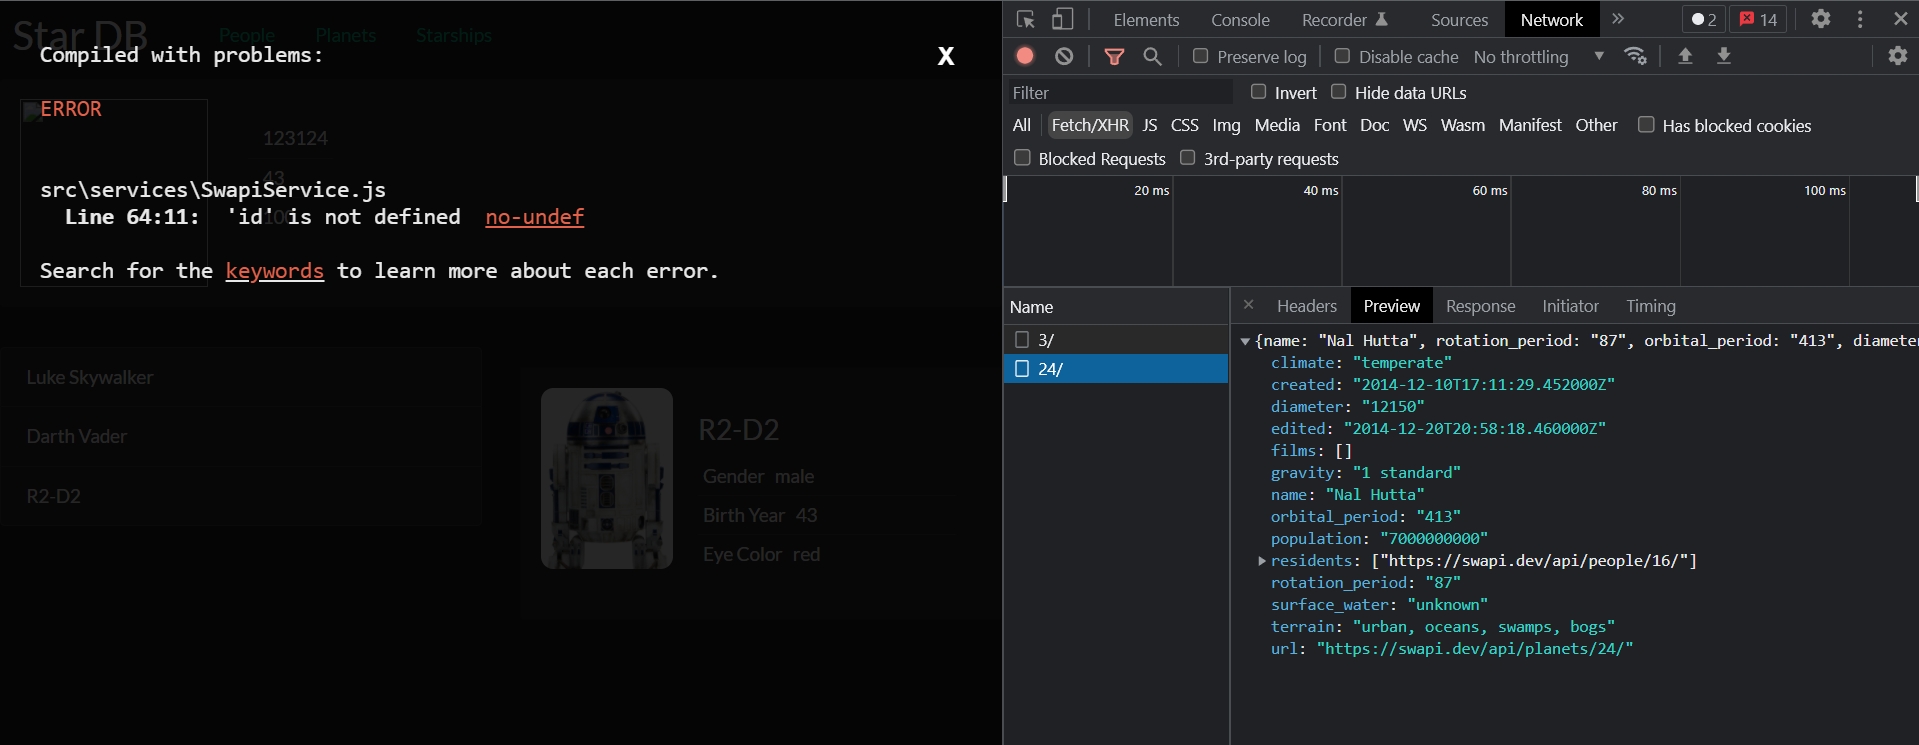 Star DB People Planets Starships
Compiled with problems:
X
ERROR
123124
43
src\services\SwapiService.js
Line 64:11: 'id' is not defined no-undef
100
Search for the keywords to learn more about each error.
Luke Skywalker
Darth Vader
R2-D2
R2-D2
Gender male
Birth Year 43
Eye Color red
Elements Console Recorder Sources Network » 2 14
Preserve log Disable cache No throttling
Filter Invert Hide data URLs
All Fetch/XHR JS CSS Img Media Font Doc WS Wasm Manifest Other Has blocked cookies
Blocked Requests 3rd-party requests
20 ms 40 ms 60 ms 80 ms 100 ms
Name
3/
24/
× Headers Preview Response Initiator Timing
{name: "Nal Hutta", rotation_period: "87", orbital_period: "413", diameter
climate: "temperate"
created: "2014-12-10T17:11:29.452000Z"
diameter: "12150"
edited: "2014-12-20T20:58:18.460000Z"
films: []
gravity: "1 standard"
name: "Nal Hutta"
orbital_period: "413"
population: "7000000000"
residents: ["https://swapi.dev/api/people/16/"]
rotation_period: "87"
surface_water: "unknown"
terrain: "urban, oceans, swamps, bogs"
url: "https://swapi.dev/api/planets/24/"